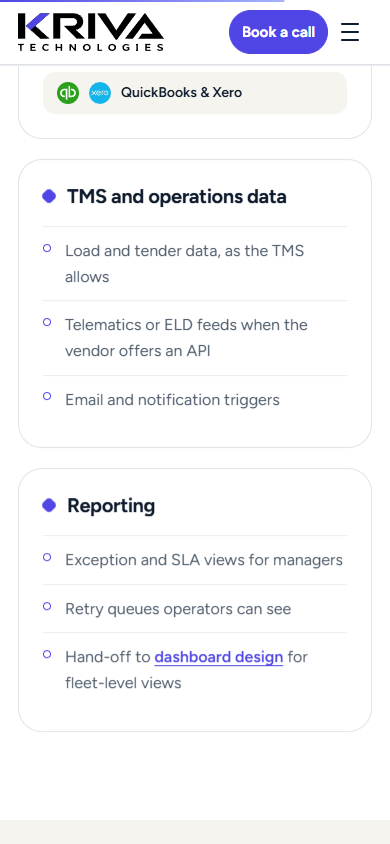 KRIVA
TECHNOLOGIES
Book a call
qb
xero
QuickBooks & Xero
TMS and operations data
Load and tender data, as the TMS
allows
Telematics or ELD feeds when the
vendor offers an API
Email and notification triggers
Reporting
Exception and SLA views for managers
Retry queues operators can see
Hand-off to dashboard design for
fleet-level views